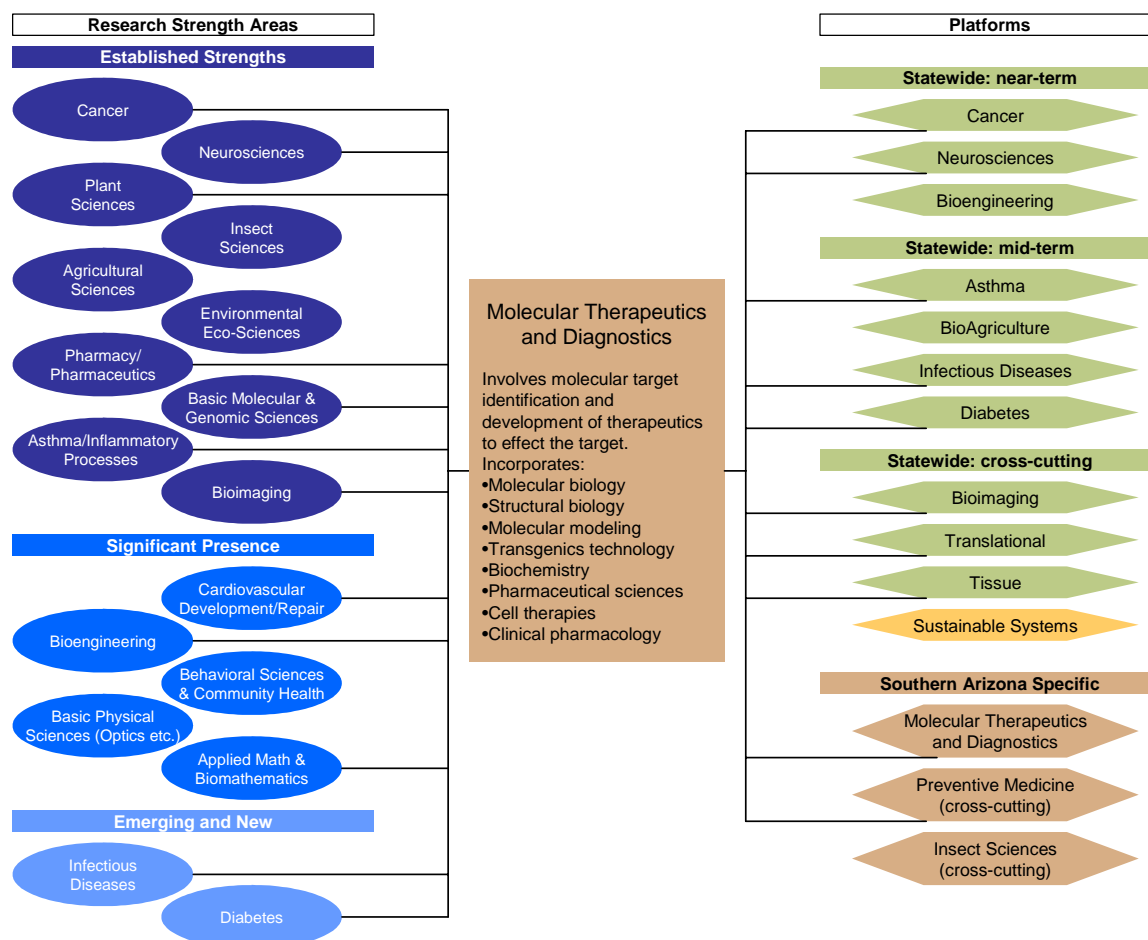 Research Strength Areas
Established Strengths
Cancer
Neurosciences
Plant
Sciences
Insect
Sciences
Agricultural
Sciences
Environmental
Eco-Sciences
Pharmacy/
Pharmaceutics
Basic Molecular &
Genomic Sciences
Asthma/Inflammatory
Processes
Bioimaging
Significant Presence
Cardiovascular
Development/Repair
Bioengineering
Behavioral Sciences
& Community Health
Basic Physical
Sciences (Optics etc.)
Applied Math &
Biomathematics
Emerging and New
Infectious
Diseases
Diabetes
Molecular Therapeutics
and Diagnostics
Involves molecular target
identification and
development of therapeutics
to effect the target.
Incorporates:
•Molecular biology
•Structural biology
•Molecular modeling
•Transgenics technology
•Biochemistry
•Pharmaceutical sciences
•Cell therapies
•Clinical pharmacology
Platforms
Statewide: near-term
Cancer
Neurosciences
Bioengineering
Statewide: mid-term
Asthma
BioAgriculture
Infectious Diseases
Diabetes
Statewide: cross-cutting
Bioimaging
Translational
Tissue
Sustainable Systems
Southern Arizona Specific
Molecular Therapeutics
and Diagnostics
Preventive Medicine
(cross-cutting)
Insect Sciences
(cross-cutting)